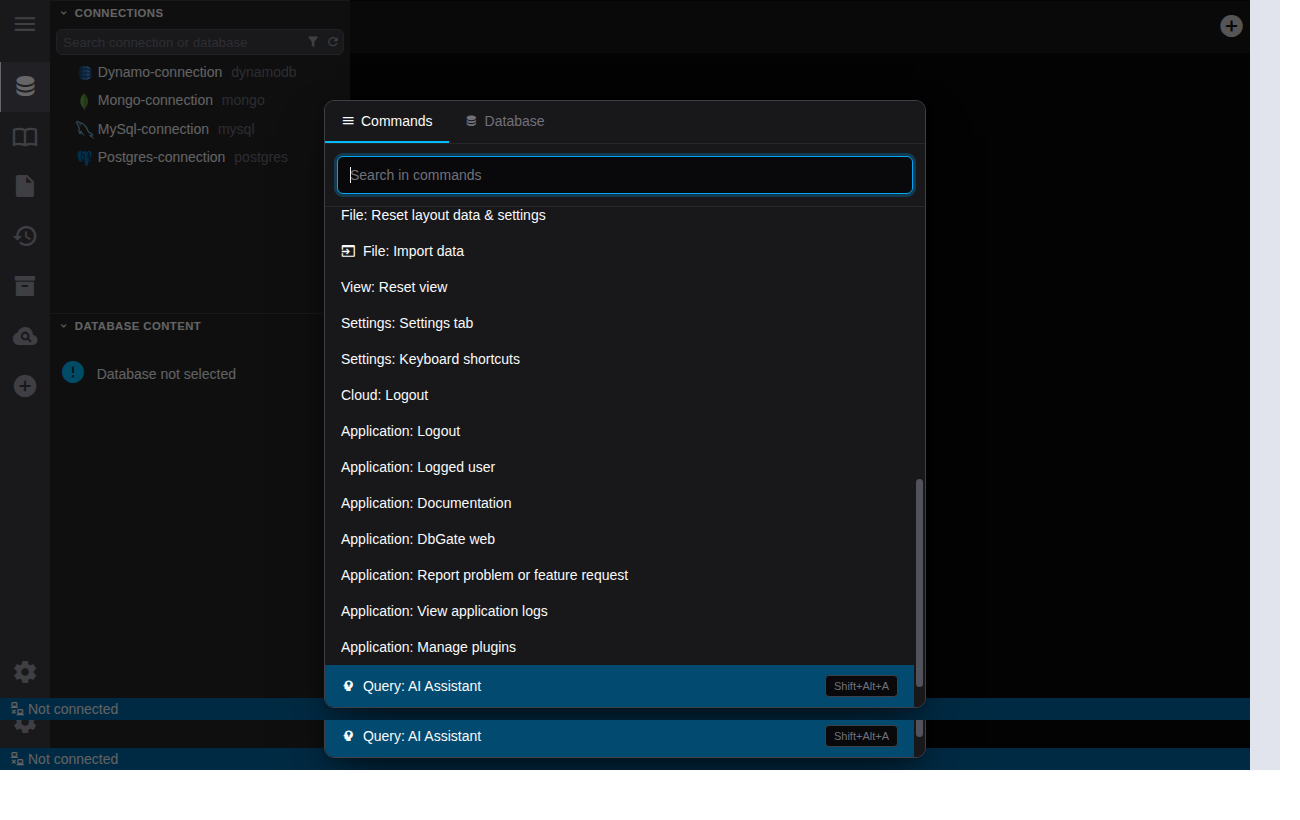 CONNECTIONS
Search connection or database
Dynamo-connection dynamodb
Mongo-connection mongo
MySql-connection mysql
Postgres-connection postgres
DATABASE CONTENT
Database not selected
Commands Database
Search in commands
File: Reset layout data & settings
File: Import data
View: Reset view
Settings: Settings tab
Settings: Keyboard shortcuts
Cloud: Logout
Application: Logout
Application: Logged user
Application: Documentation
Application: DbGate web
Application: Report problem or feature request
Application: View application logs
Application: Manage plugins
Query: AI Assistant Shift+Alt+A
Not connected
Query: AI Assistant Shift+Alt+A
Not connected